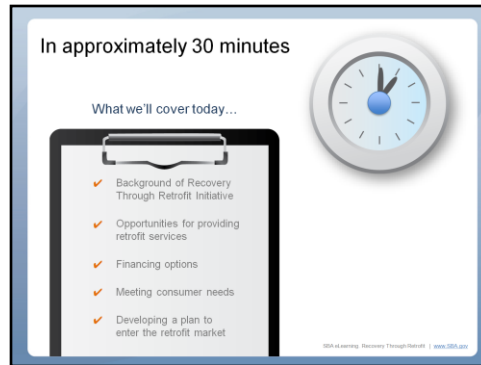 In approximately 30 minutes
What we'll cover today…
Background of Recovery
Through Retrofit Initiative
Opportunities for providing
retrofit services
Financing options
Meeting consumer needs
Developing a plan to
enter the retrofit market
SBA eLearning: Recovery Through Retrofit | www.SBA.gov